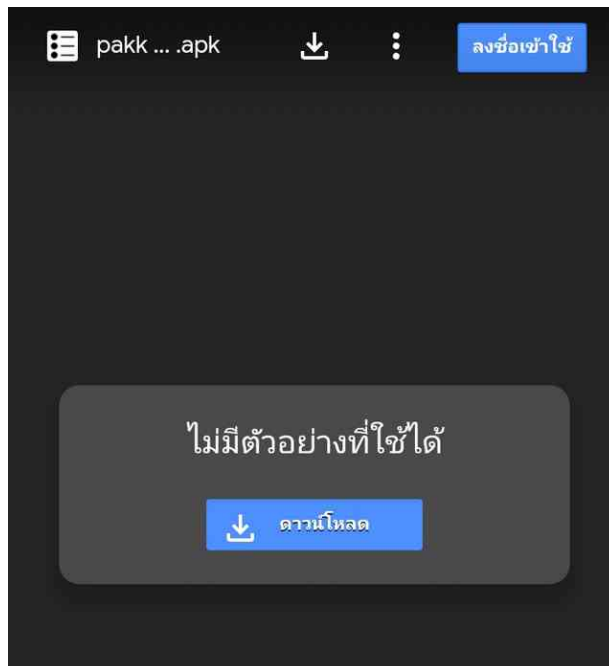 pakk ... .apk
ลงชื่อเข้าใช้
ไม่มีตัวอย่างที่ใช้ได้
ดาวน์โหลด